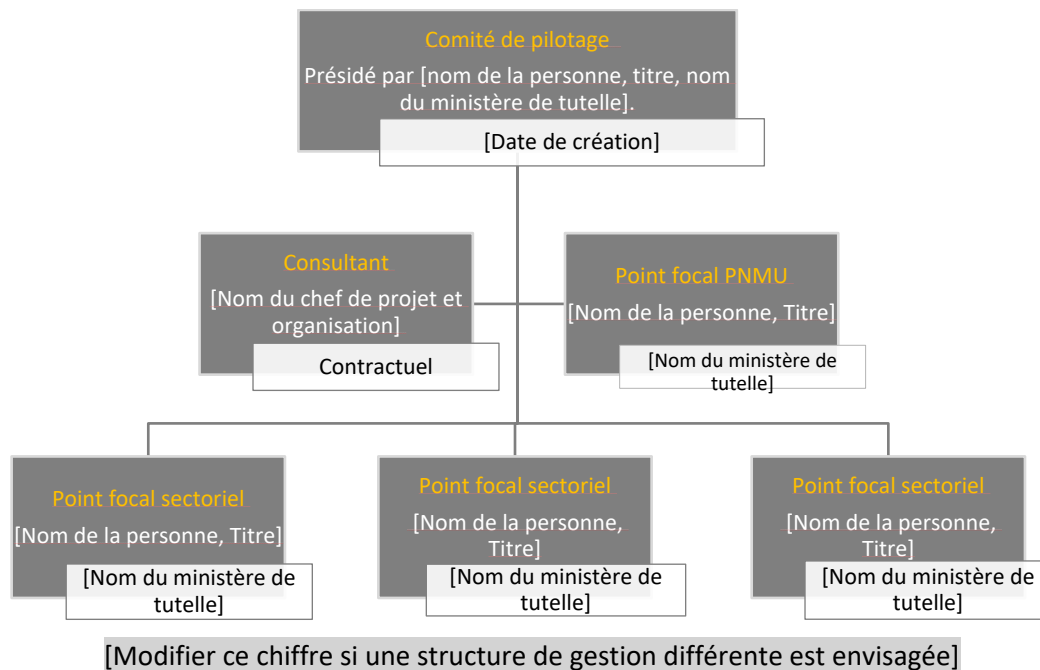 Comité de pilotage
Présidé par [nom de la personne, titre, nom
du ministère de tutelle].
[Date de création]
Consultant
[Nom du chef de projet et
organisation]
Contractuel
Point focal PNMU
[Nom de la personne, Titre]
[Nom du ministère de
tutelle]
Point focal sectoriel
[Nom de la personne, Titre]
[Nom du ministère de
tutelle]
Point focal sectoriel
[Nom de la personne,
Titre]
[Nom du ministère de
tutelle]
Point focal sectoriel
[Nom de la personne,
Titre]
[Nom du ministère de
tutelle]
[Modifier ce chiffre si une structure de gestion différente est envisagée]